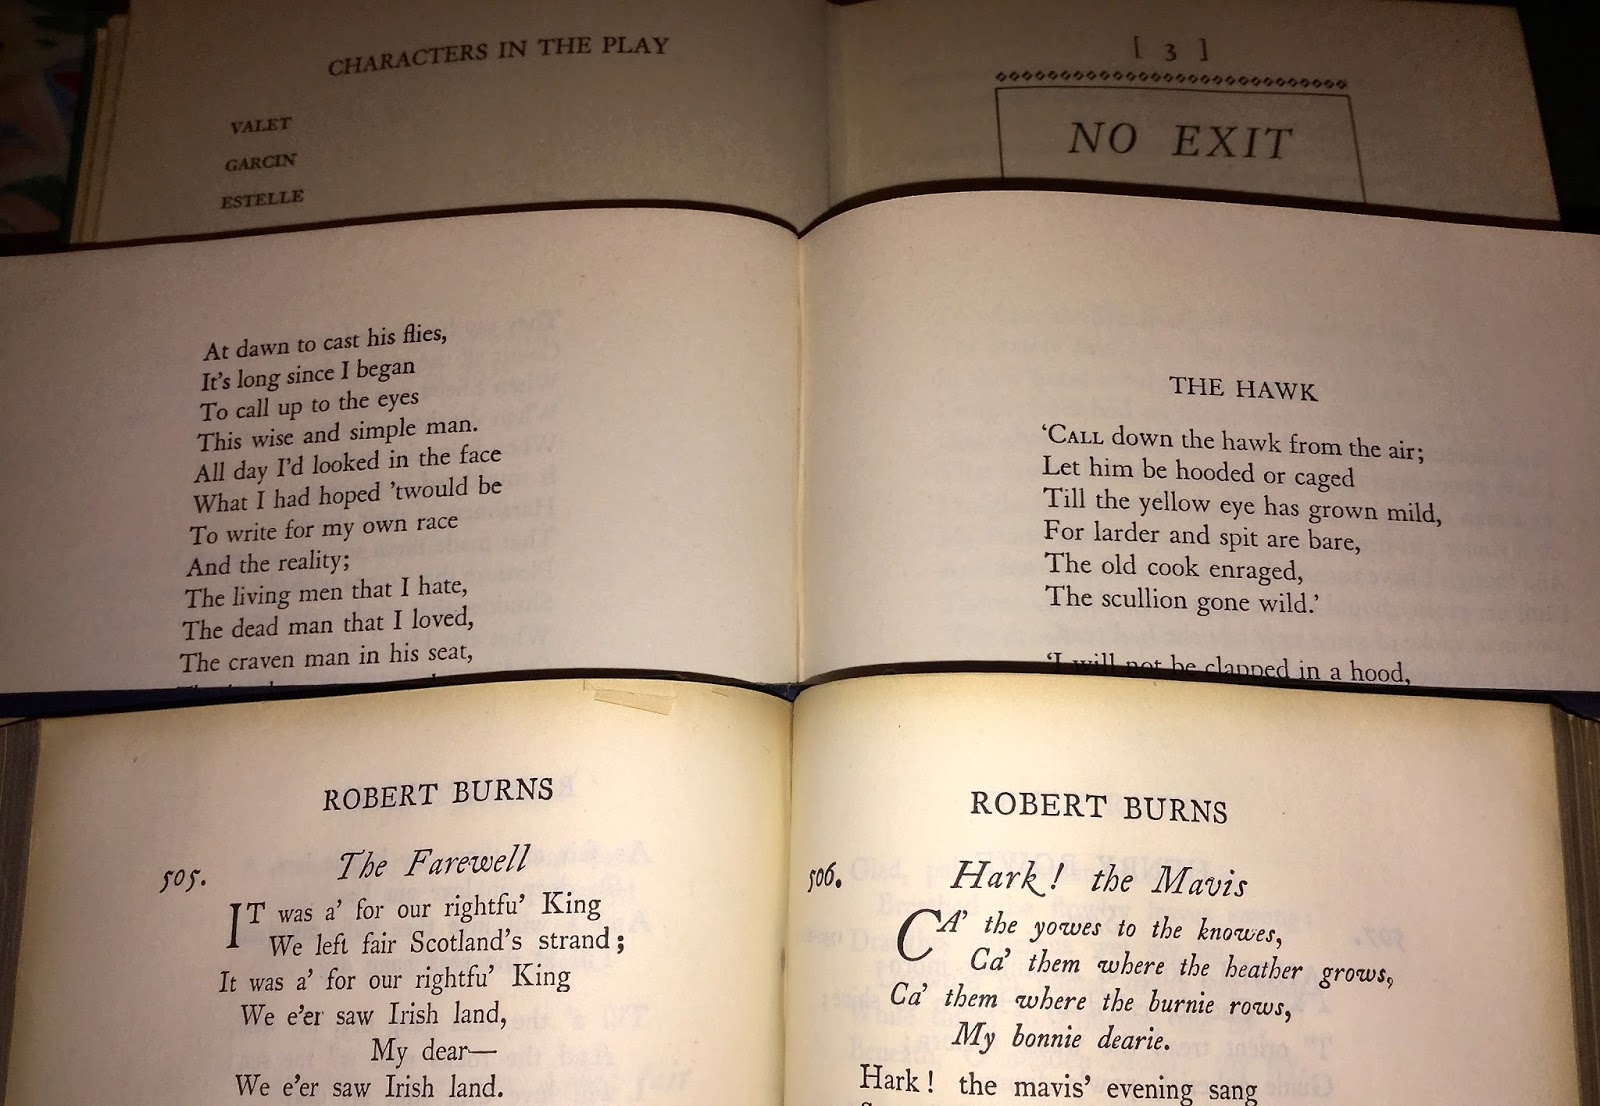 CHARACTERS IN THE PLAY
VALET
GARCIN
ESTELLE
[ 3 ]
NO EXIT
At dawn to cast his flies,
It's long since I began
To call up to the eyes
This wise and simple man.
All day I'd looked in the face
What I had hoped 'twould be
To write for my own race
And the reality;
The living men that I hate,
The dead man that I loved,
The craven man in his seat,
THE HAWK
'CALL down the hawk from the air;
Let him be hooded or caged
Till the yellow eye has grown mild,
For larder and spit are bare,
The old cook enraged,
The scullion gone wild.'
'I will not be clapped in a hood,
ROBERT BURNS
505. The Farewell
IT was a' for our rightfu' King
We left fair Scotland's strand;
It was a' for our rightfu' King
We e'er saw Irish land,
My dear—
We e'er saw Irish land.
ROBERT BURNS
506. Hark! the Mavis
CA' the yowes to the knowes,
Ca' them where the heather grows,
Ca' them where the burnie rows,
My bonnie dearie.
Hark! the mavis' evening sang